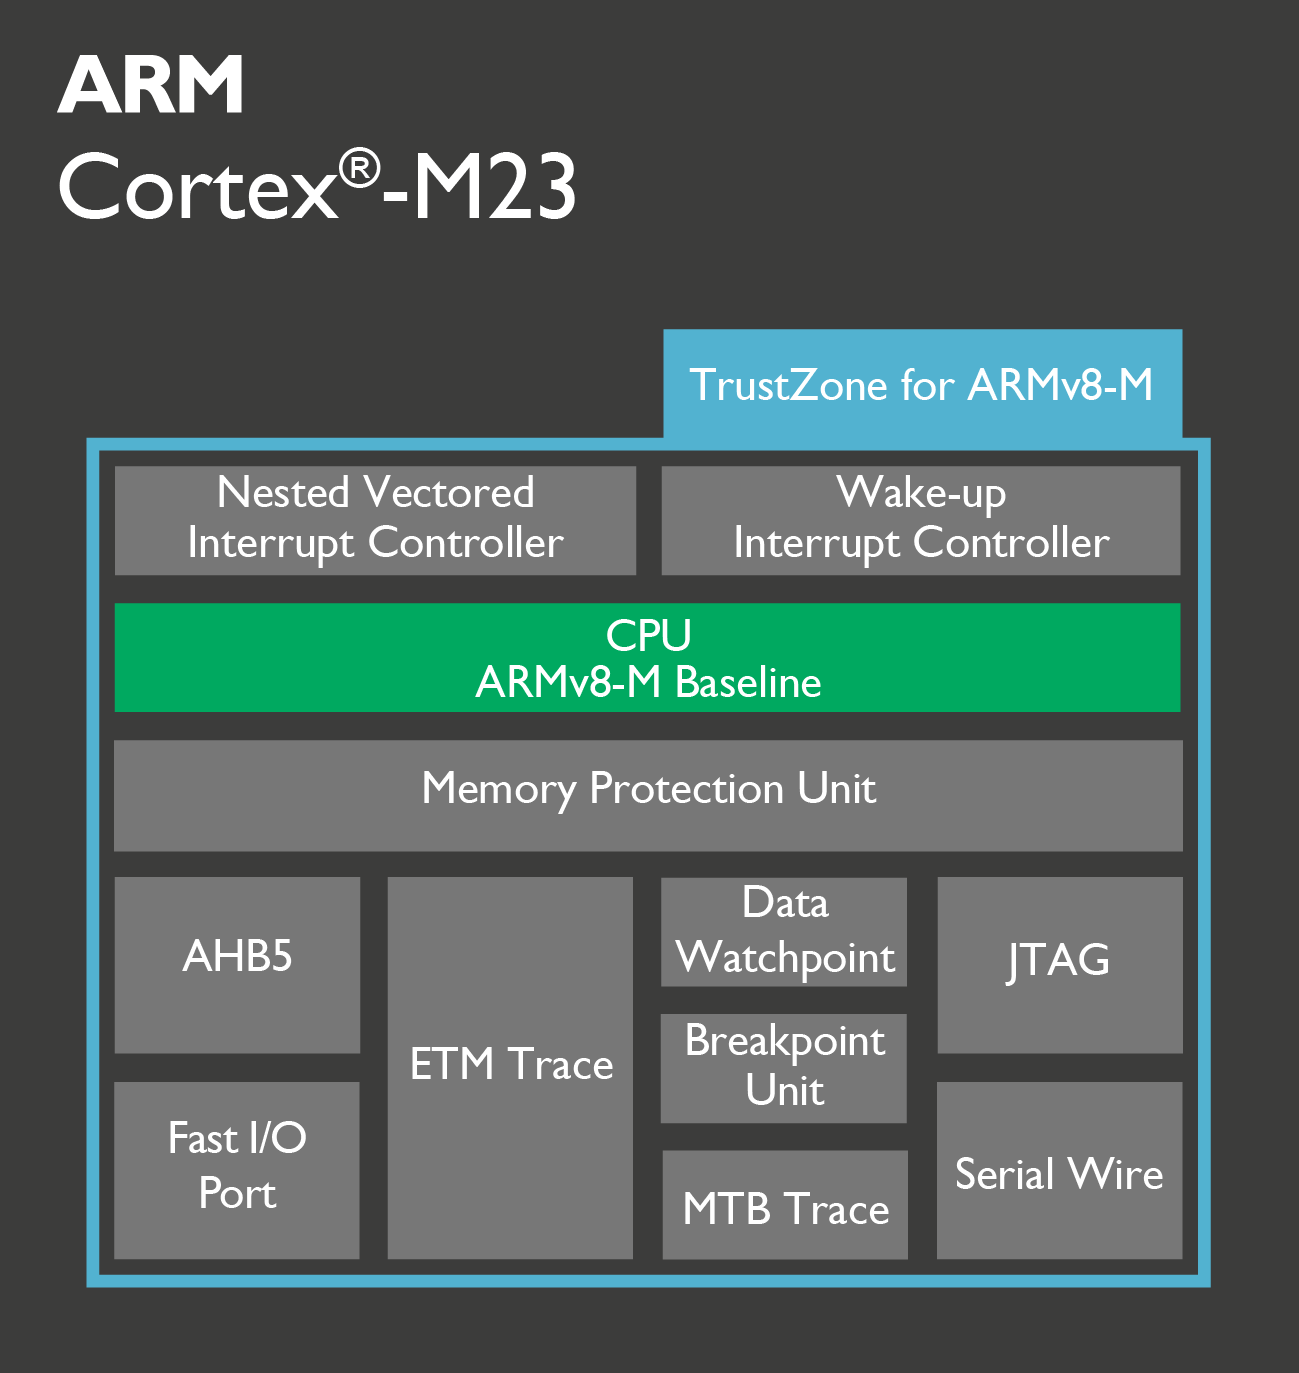 ARM
Cortex®-M23
TrustZone for ARMv8-M
Nested Vectored
Interrupt Controller
Wake-up
Interrupt Controller
CPU
ARMv8-M Baseline
Memory Protection Unit
AHB5
Fast I/O
Port
ETM Trace
Data
Watchpoint
Breakpoint
Unit
MTB Trace
JTAG
Serial Wire